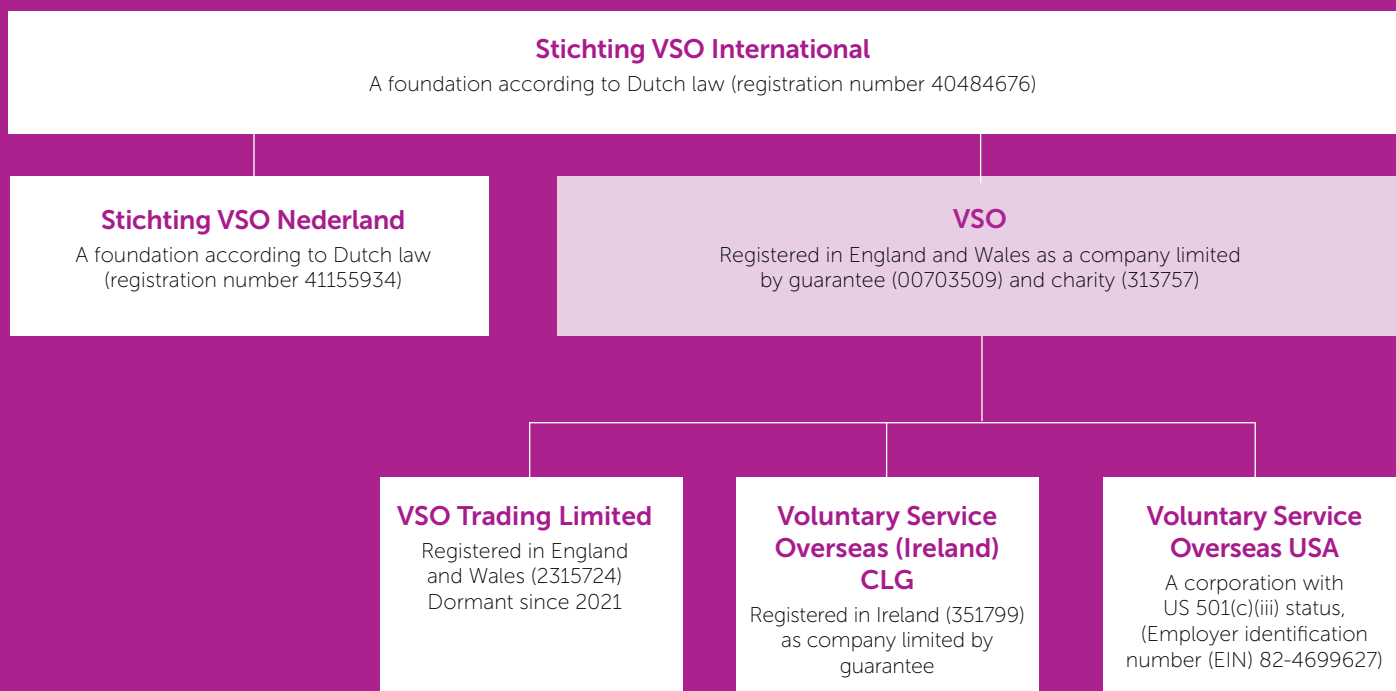 Stichting VSO International
A foundation according to Dutch law (registration number 40484676)
Stichting VSO Nederland
A foundation according to Dutch law
(registration number 41155934)
VSO
Registered in England and Wales as a company limited
by guarantee (00703509) and charity (313757)
VSO Trading Limited
Registered in England
and Wales (2315724)
Dormant since 2021
Voluntary Service
Overseas (Ireland)
CLG
Registered in Ireland (351799)
as company limited by
guarantee
Voluntary Service
Overseas USA
A corporation with
US 501(c)(iii) status,
(Employer identification
number (EIN) 82-4699627)